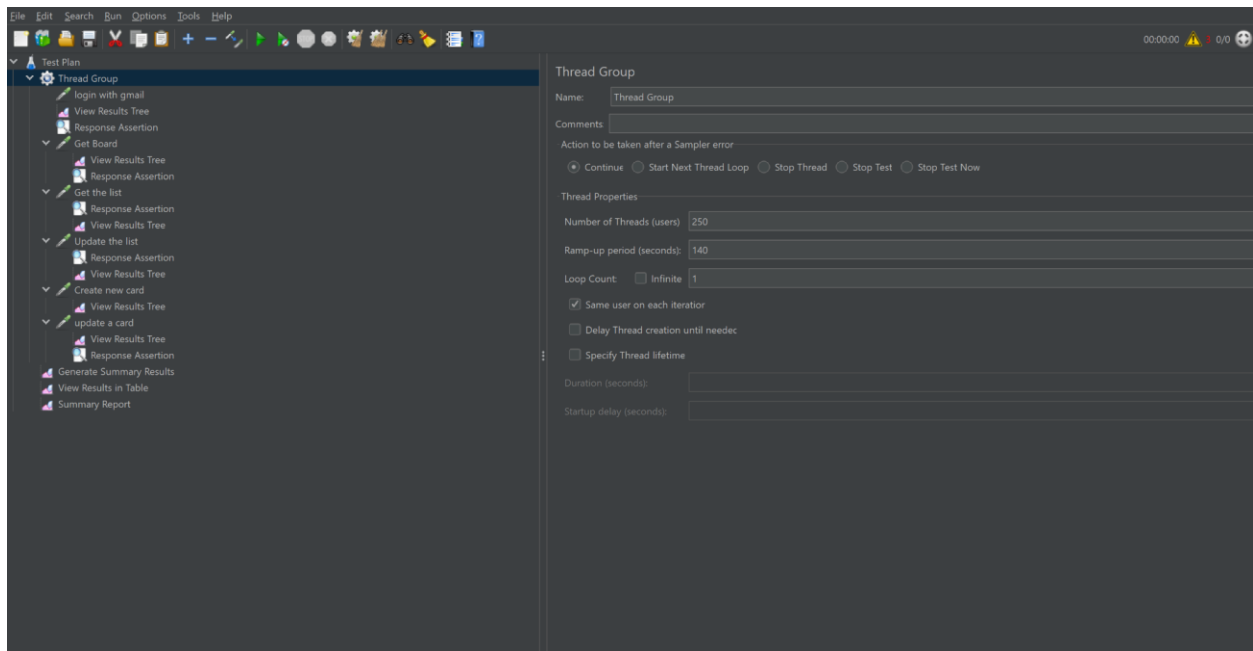 File Edit Search Run Options Tools Help
00:00:00 0/0
Test Plan
Thread Group
login with gmail
View Results Tree
Response Assertion
Get Board
View Results Tree
Response Assertion
Get the list
Response Assertion
View Results Tree
Update the list
Response Assertion
View Results Tree
Create new card
View Results Tree
update a card
View Results Tree
Response Assertion
Generate Summary Results
View Results in Table
Summary Report
Thread Group
Name: Thread Group
Comments
Action to be taken after a Sampler error
Continue Start Next Thread Loop Stop Thread Stop Test Stop Test Now
Thread Properties
Number of Threads (users) 250
Ramp-up period (seconds): 140
Loop Count: Infinite 1
Same user on each iteratior
Delay Thread creation until needec
Specify Thread lifetime
Duration (seconds):
Startup delay (seconds):